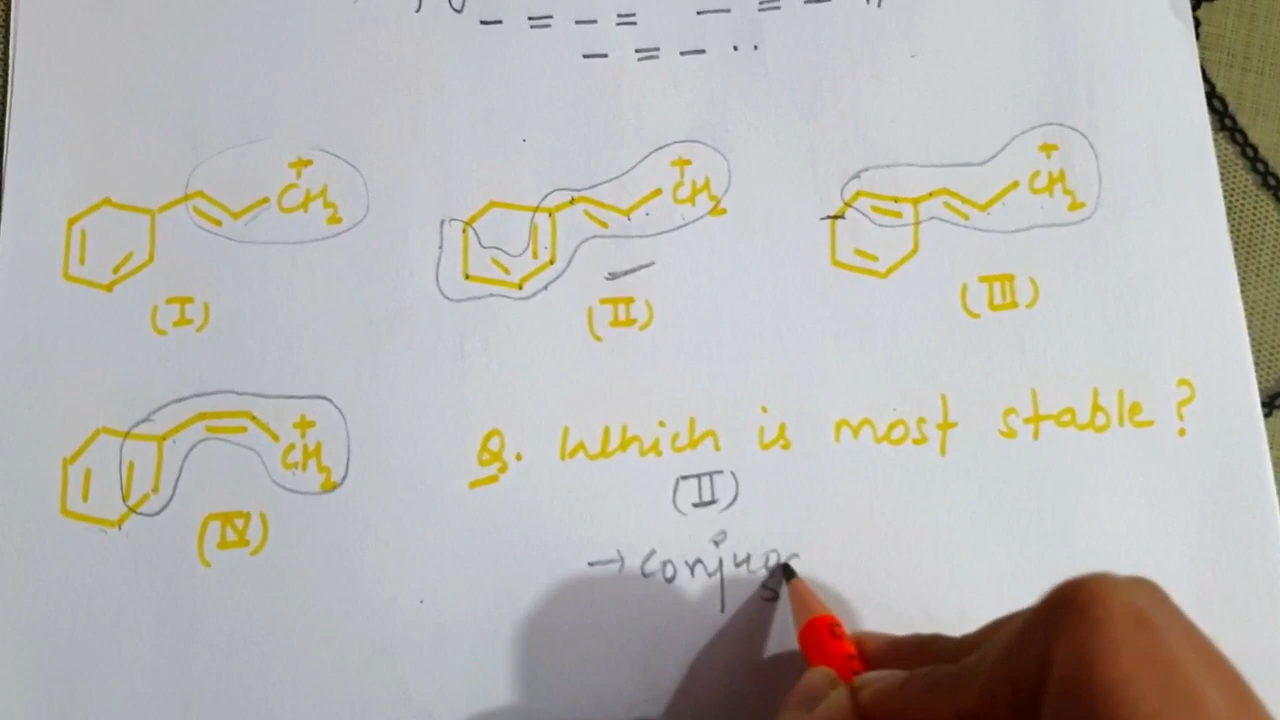 +CH2
+CH2
+CH2
(I)
(II)
(III)
+CH2
(IV)
Q. Which is most stable?
(II)
→ conjug